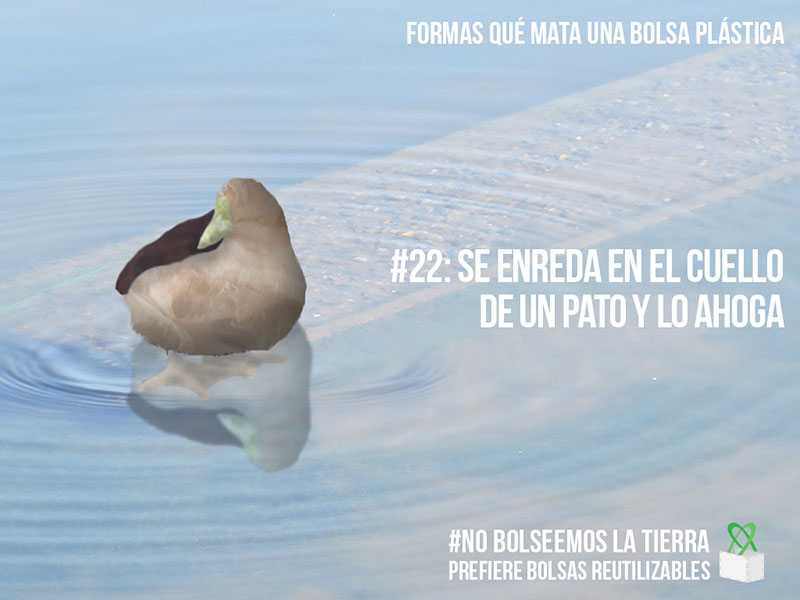 FORMAS QUÉ MATA UNA BOLSA PLÁSTICA
#22: SE ENREDA EN EL CUELLO
DE UN PATO Y LO AHOGA
#NO BOLSEEMOS LA TIERRA
PREFIERE BOLSAS REUTILIZABLES